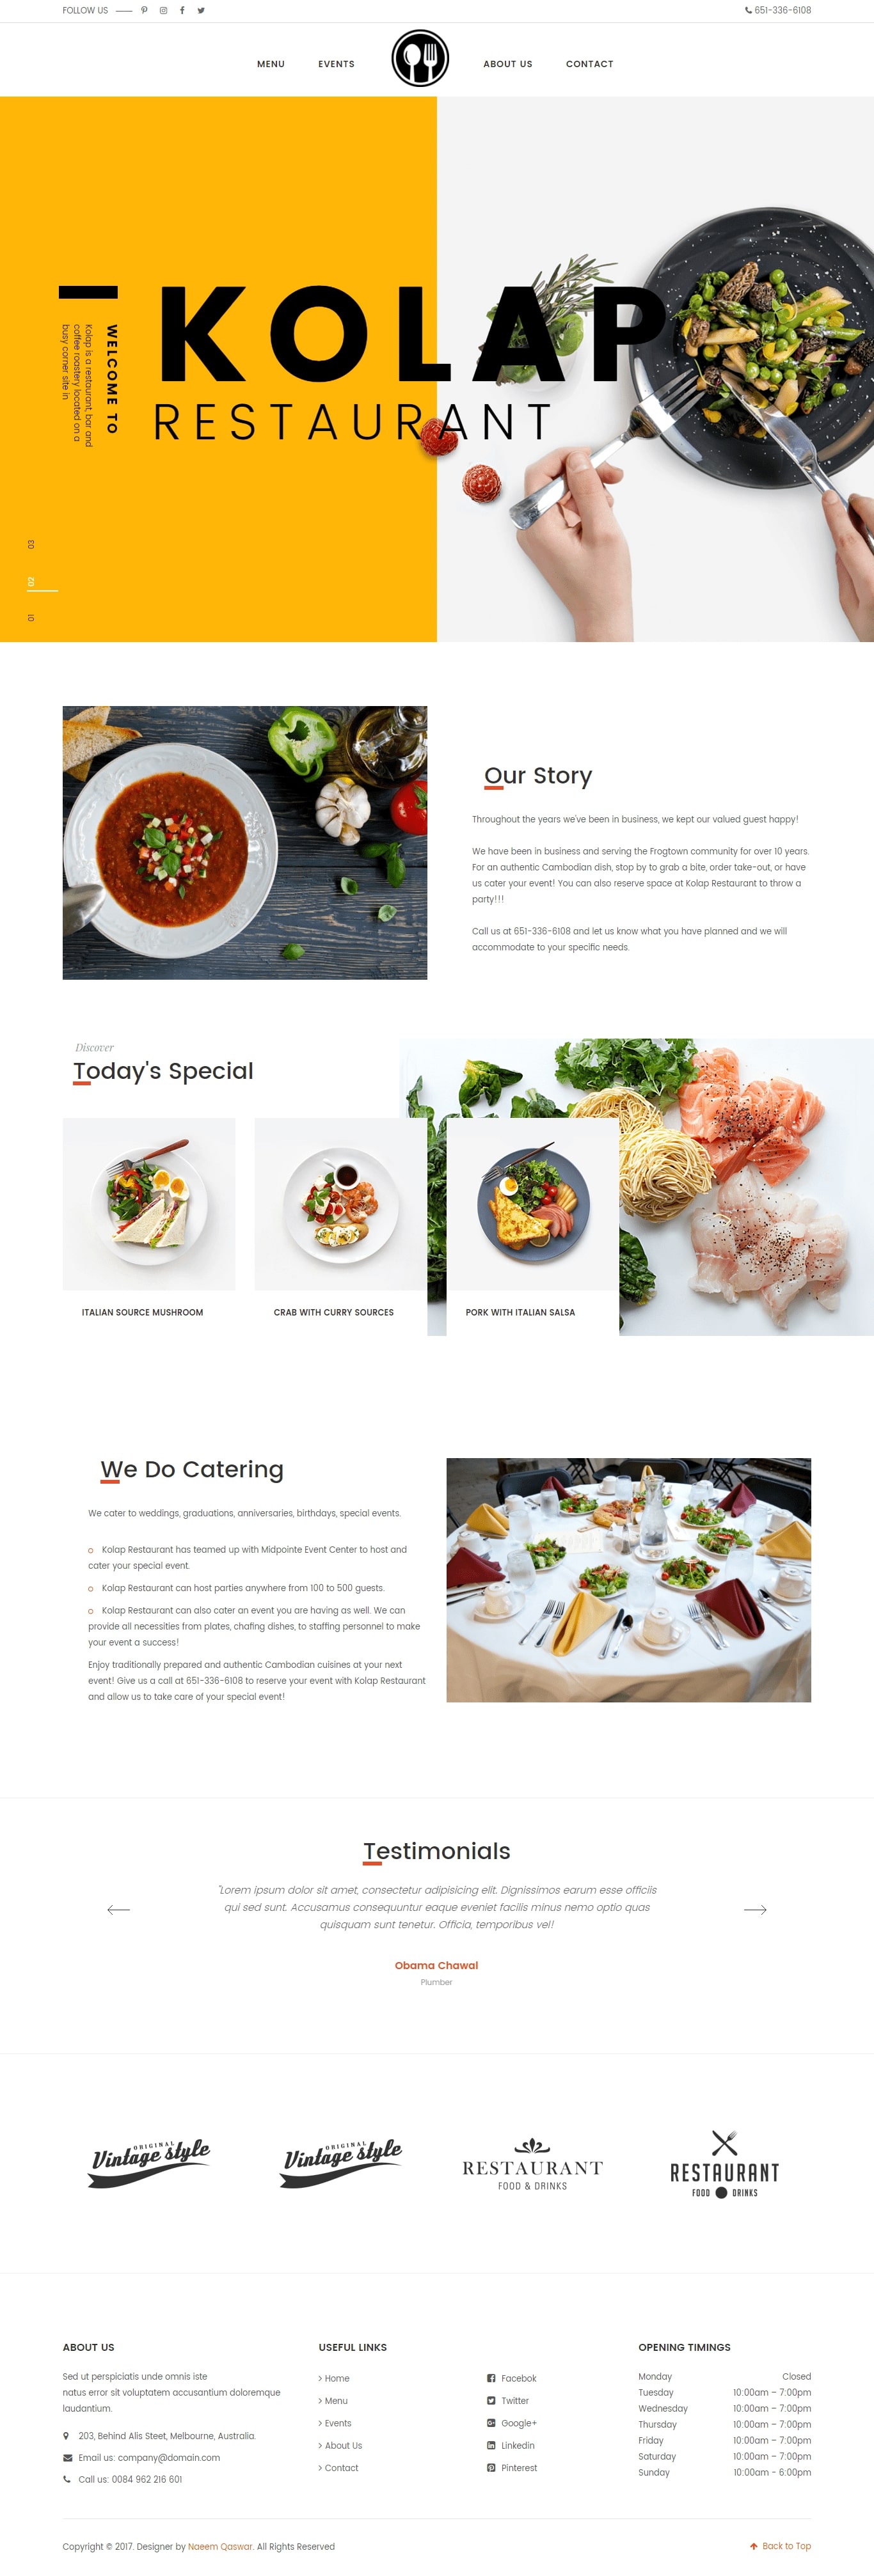 FOLLOW US
651-336-6108
MENU
EVENTS
ABOUT US
CONTACT
KOLAP
RESTAURANT
WELCOME TO
Kolap is a restaurant, bar and
coffee roastery located on a
busy corner site in
03
02
01
Our Story
Throughout the years we've been in business, we kept our valued guest happy!
We have been in business and serving the Frogtown community for over 10 years.
For an authentic Cambodian dish, stop by to grab a bite, order take-out, or have
us cater your event! You can also reserve space at Kolap Restaurant to throw a
party!!!
Call us at 651-336-6108 and let us know what you have planned and we will
accommodate to your specific needs.
Discover
Today's Special
ITALIAN SOURCE MUSHROOM
CRAB WITH CURRY SOURCES
PORK WITH ITALIAN SALSA
We Do Catering
We cater to weddings, graduations, anniversaries, birthdays, special events.
Kolap Restaurant has teamed up with Midpointe Event Center to host and
cater your special event.
Kolap Restaurant can host parties anywhere from 100 to 500 guests.
Kolap Restaurant can also cater an event you are having as well. We can
provide all necessities from plates, chafing dishes, to staffing personnel to make
your event a success!
Enjoy traditionally prepared and authentic Cambodian cuisines at your next
event! Give us a call at 651-336-6108 to reserve your event with Kolap Restaurant
and allow us to take care of your special event!
Testimonials
"Lorem ipsum dolor sit amet, consectetur adipisicing elit. Dignissimos earum esse officiis
qui sed sunt. Accusamus consequuntur eaque eveniet facilis minus nemo optio quas
quisquam sunt tenetur. Officia, temporibus vel!
Obama Chawal
Plumber
ORIGINAL
Vintage style
ORIGINAL
Vintage style
RESTAURANT
FOOD & DRINKS
RESTAURANT
FOOD DRINKS
ABOUT US
Sed ut perspiciatis unde omnis iste
natus error sit voluptatem accusantium doloremque
laudantium.
203, Behind Alis Steet, Melbourne, Australia.
Email us: company@domain.com
Call us: 0084 962 216 601
USEFUL LINKS
Home
Menu
Events
About Us
Contact
Facebok
Twitter
Google+
Linkedin
Pinterest
OPENING TIMINGS
Monday Closed
Tuesday 10:00am – 7:00pm
Wednesday 10:00am – 7:00pm
Thursday 10:00am – 7:00pm
Friday 10:00am – 7:00pm
Saturday 10:00am – 7:00pm
Sunday 10:00am - 6:00pm
Copyright © 2017. Designer by Naeem Qaswar. All Rights Reserved
Back to Top